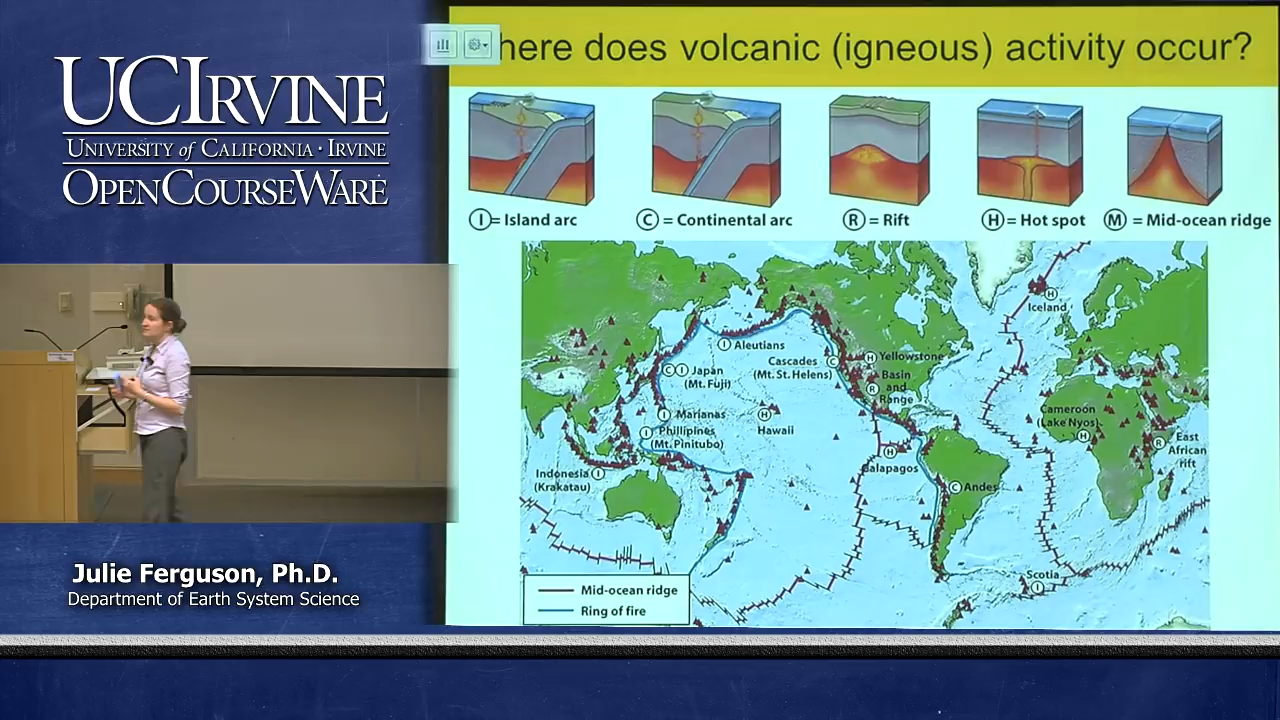 UCIRVINE
UNIVERSITY of CALIFORNIA · IRVINE
OPENCOURSEWARE
here does volcanic (igneous) activity occur?
I = Island arc
C = Continental arc
R = Rift
H = Hot spot
M = Mid-ocean ridge
H
Iceland
I Aleutians
Cascades C
(Mt. St. Helens)
H Yellowstone
Basin
R and
Range
C I Japan
(Mt. Fuji)
I Marianas
I Phillipines
(Mt. Pinitubo)
H
Hawaii
Cameroon
(Lake Nyos)
H
R East
African
rift
Indonesia I
(Krakatau)
H
Galapagos
C Andes
Scotia
I
Mid-ocean ridge
Ring of fire
Julie Ferguson, Ph.D.
Department of Earth System Science